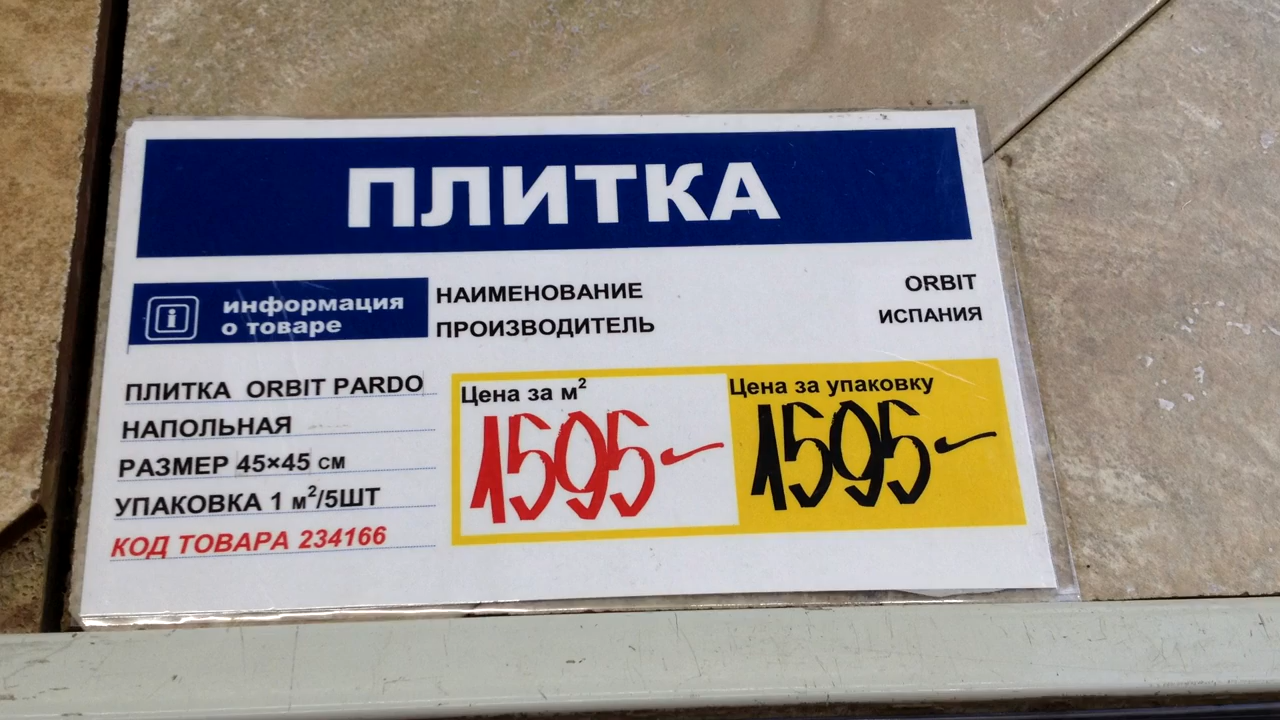 ПЛИТКА
i информация
о товаре
НАИМЕНОВАНИЕ ORBIT
ПРОИЗВОДИТЕЛЬ ИСПАНИЯ
ПЛИТКА ORBIT PARDO
НАПОЛЬНАЯ
РАЗМЕР 45×45 СМ
УПАКОВКА 1 м²/5ШТ
КОД ТОВАРА 234166
Цена за м²
1595-
Цена за упаковку
1595-